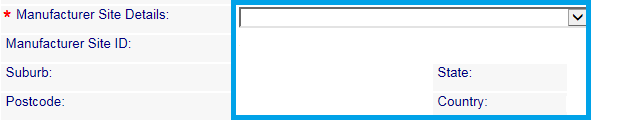 * Manufacturer Site Details:
Manufacturer Site ID:
Suburb: State:
Postcode: Country: